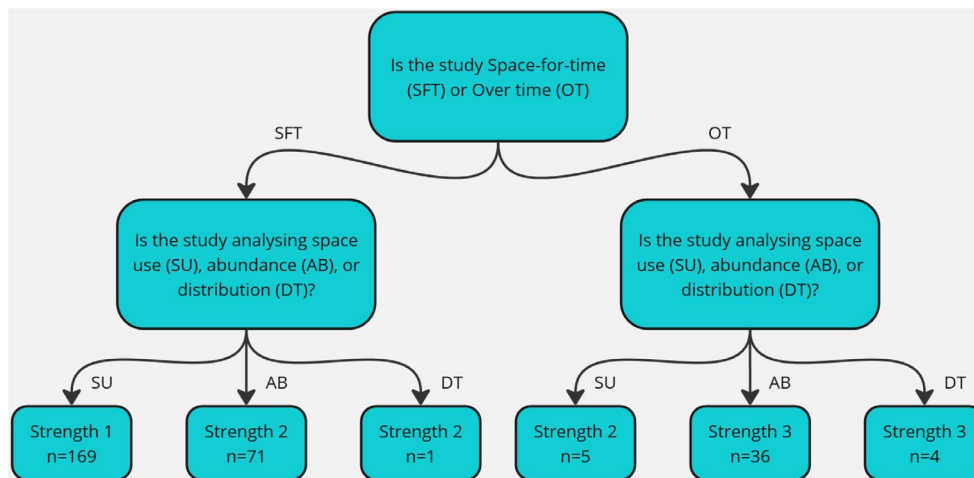 Is the study Space-for-time
(SFT) or Over time (OT)
SFT
OT
Is the study analysing space
use (SU), abundance (AB), or
distribution (DT)?
Is the study analysing space
use (SU), abundance (AB), or
distribution (DT)?
SU
AB
DT
SU
AB
DT
Strength 1
n=169
Strength 2
n=71
Strength 2
n=1
Strength 2
n=5
Strength 3
n=36
Strength 3
n=4